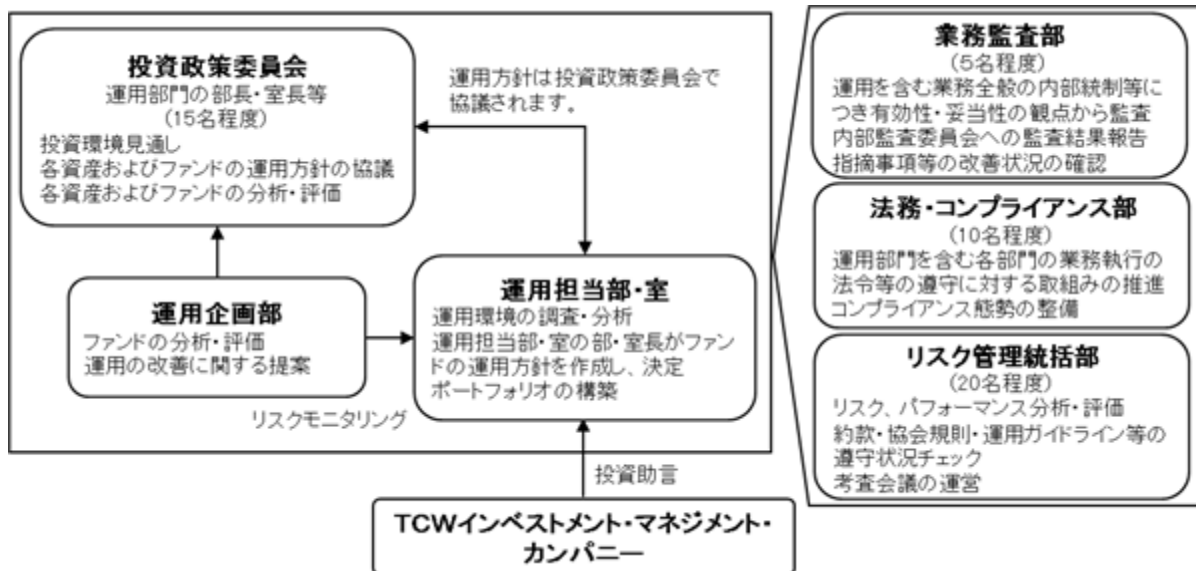 投資政策委員会
運用部門の部長・室長等
(15名程度)
投資環境見通し
各資産およびファンドの運用方針の協議
各資産およびファンドの分析・評価
運用方針は投資政策委員会で
協議されます。
運用企画部
ファンドの分析・評価
運用の改善に関する提案
リスクモニタリング
運用担当部・室
運用環境の調査・分析
運用担当部・室の部・室長がファン
ドの運用方針を作成し、決定
ポートフォリオの構築
投資助言
TCWインベストメント・マネジメント・
カンパニー
業務監査部
(5名程度)
運用を含む業務全般の内部統制等に
つき有効性・妥当性の観点から監査
内部監査委員会への監査結果報告
指摘事項等の改善状況の確認
法務・コンプライアンス部
(10名程度)
運用部門を含む各部門の業務執行の
法令等の遵守に対する取組みの推進
コンプライアンス態勢の整備
リスク管理統括部
(20名程度)
リスク、パフォーマンス分析・評価
約款・協会規則・運用ガイドライン等の
遵守状況チェック
考査会議の運営